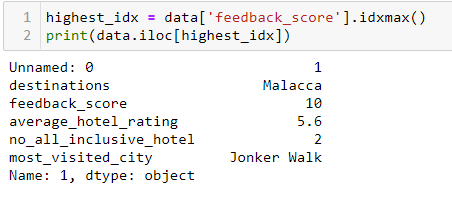 1 highest_idx = data['feedback_score'].idxmax()
2 print(data.iloc[highest_idx])
Unnamed: 0 1
destinations Malacca
feedback_score 10
average_hotel_rating 5.6
no_all_inclusive_hotel 2
most_visited_city Jonker Walk
Name: 1, dtype: object